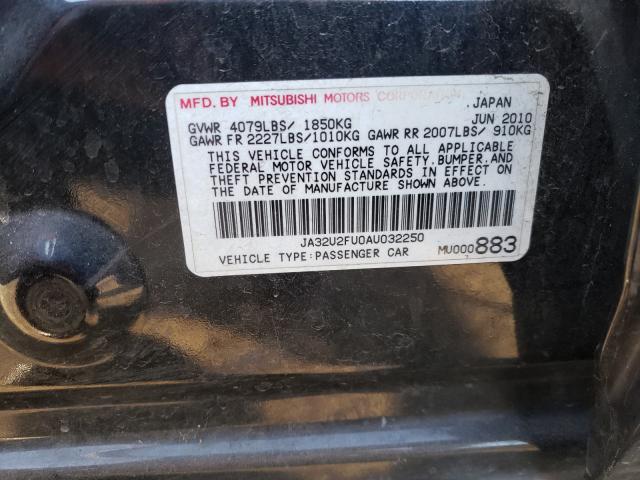 MFD. BY MITSUBISHI MOTORS CORPORATION, JAPAN
GVWR 4079LBS/ 1850KG JUN 2010
GAWR FR 2227LBS/1010KG GAWR RR 2007LBS/ 910KG
THIS VEHICLE CONFORMS TO ALL APPLICABLE
FEDERAL MOTOR VEHICLE SAFETY, BUMPER, AND
THEFT PREVENTION STANDARDS IN EFFECT ON
THE DATE OF MANUFACTURE SHOWN ABOVE.
JA32U2FU0AU032250
VEHICLE TYPE:PASSENGER CAR MU000883